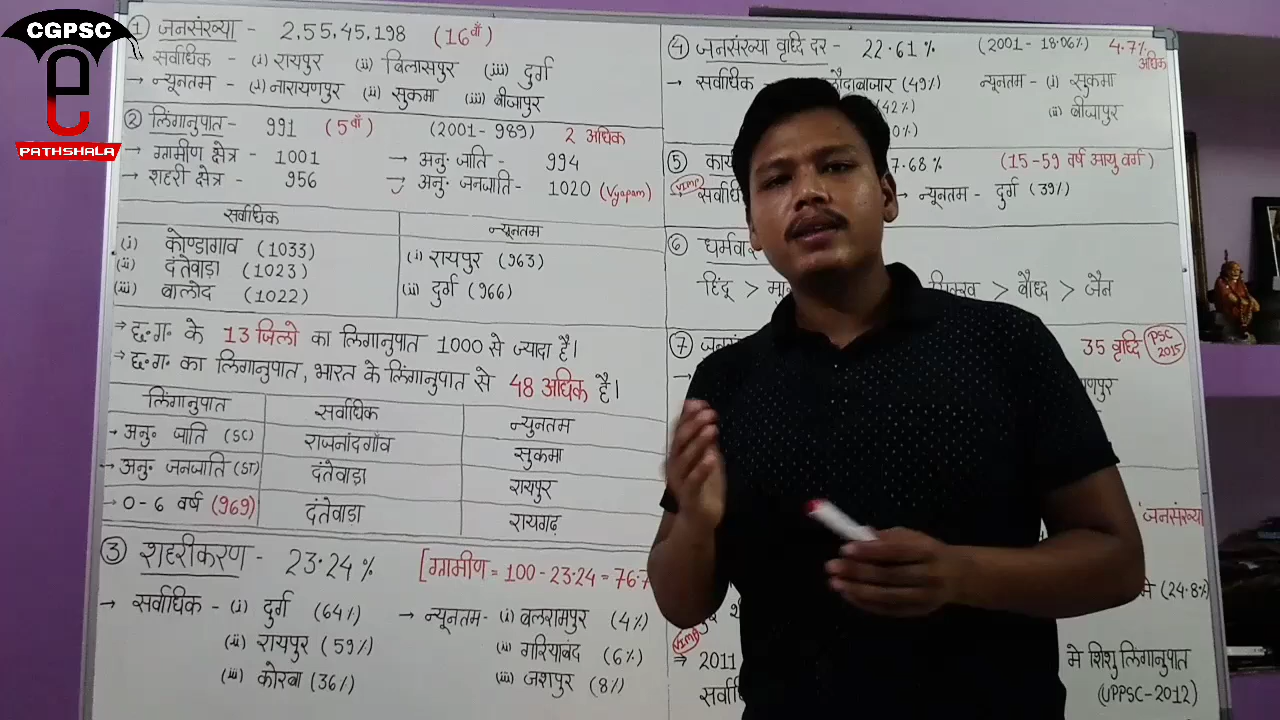 CGPSC
PATHSHALA
① जनसंख्या - 2,55,45,198 (16वाँ)
सर्वाधिक - (i) रायपुर (ii) बिलासपुर (iii) दुर्ग
→ न्यूनतम - (i) नारायणपुर (ii) सुकमा (iii) बीजापुर
② लिंगानुपात - 991 (5वाँ) (2001 - 989) 2 अधिक
→ ग्रामीण क्षेत्र - 1001 → अनु॰ जाति - 994
→ शहरी क्षेत्र - 956 → अनु॰ जनजाति - 1020 (Vyapam)
सर्वाधिक न्यूनतम
(i) कोण्डागाव (1033) (i) रायपुर (963)
(ii) दंतेवाड़ा (1023) (ii) दुर्ग (966)
(iii) बालोद (1022)
→ छ॰ग॰ के 13 जिलो का लिंगानुपात 1000 से ज्यादा है।
→ छ॰ग॰ का लिंगानुपात, भारत के लिंगानुपात से 48 अधिक है।
लिंगानुपात सर्वाधिक न्युनतम
→ अनु॰ जाति (SC) राजनांदगाँव सुकमा
→ अनु॰ जनजाति (ST) दंतेवाड़ा रायपुर
→ 0-6 वर्ष (969) दंतेवाड़ा रायगढ़
③ शहरीकरण - 23.24 % [ग्रामीण = 100 - 23.24 = 76.7
→ सर्वाधिक - (i) दुर्ग (64%) → न्यूनतम - (i) बलरामपुर (4%)
(ii) रायपुर (59%) (ii) गरियाबंद (6%)
(iii) कोरबा (36%) (iii) जशपुर (8%)
④ जनसंख्या वृध्दि दर - 22.61 % (2001 - 18.06%) 4.7% अधिक
→ सर्वाधिक लौदाबाजार (49%) न्यूनतम - (i) सुकमा
(42%) (ii) बीजापुर
0%)
⑤ 7.68 % (15-59 वर्ष आयु वर्ग)
VIMP → न्यूनतम - दुर्ग (39%)
⑥
हिंदू > > बौध्द > जैन
⑦ 35 वृध्दि PSC 2015
'जनसंख्या
मे (24.8%)
VIMP
⇒ 2011 मे शिशु लिंगानुपात
(UPPSC-2012)